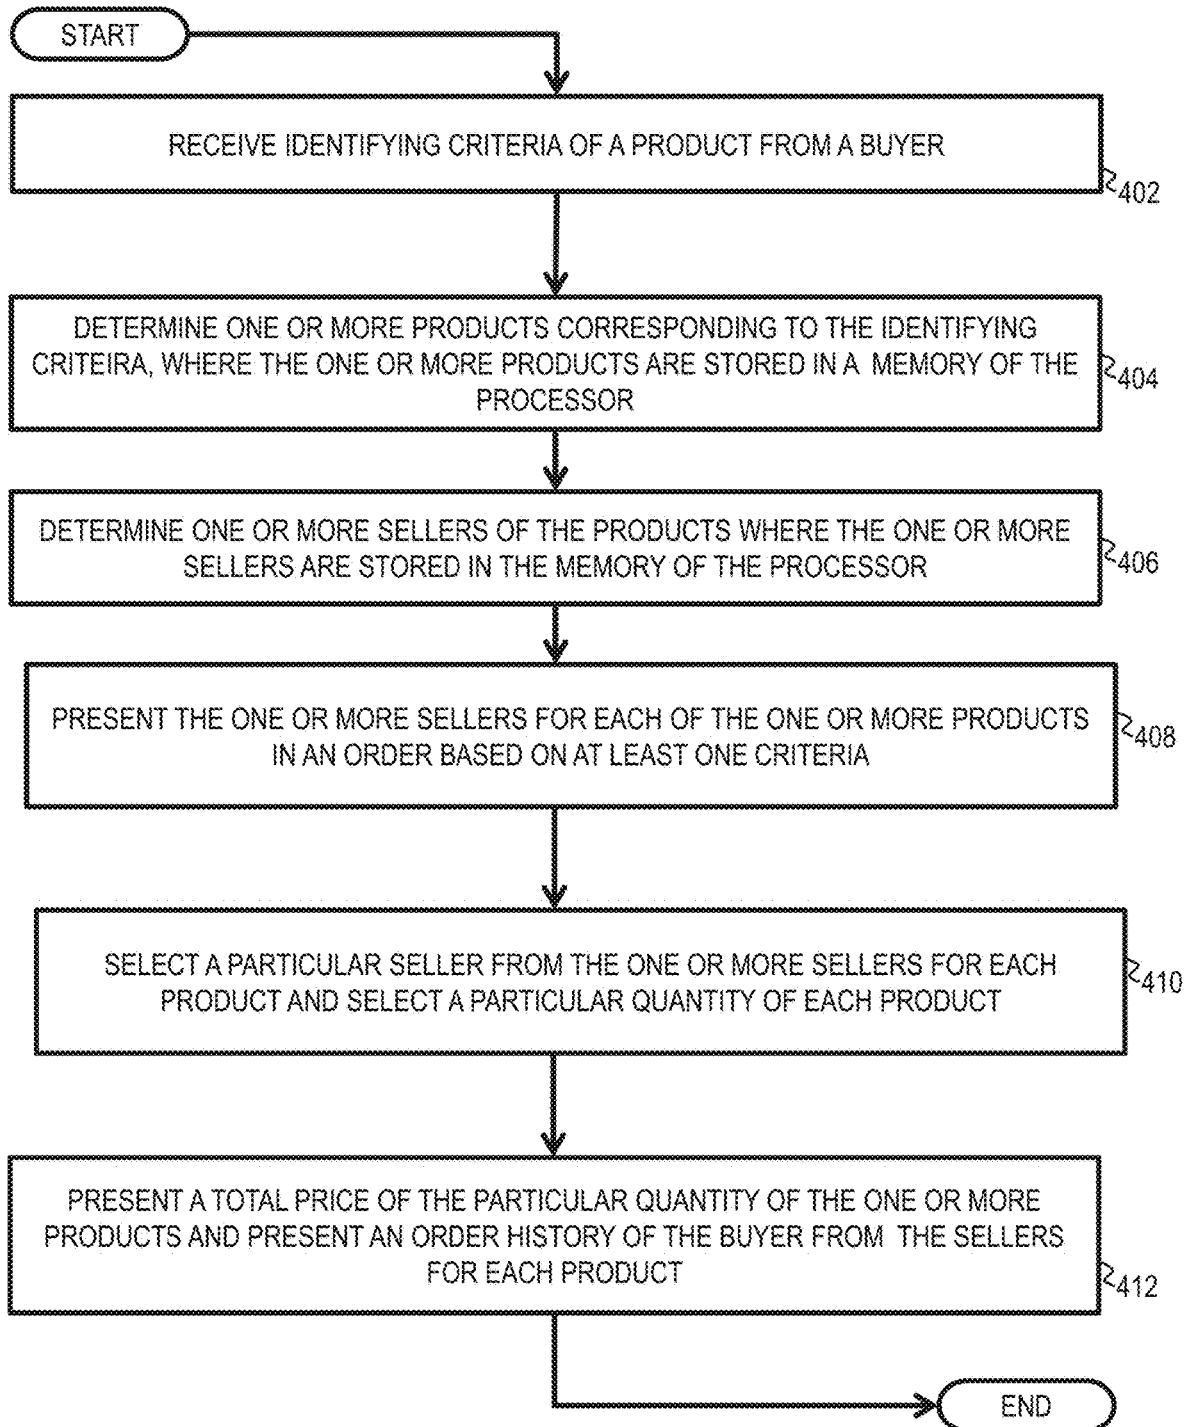 START
RECEIVE IDENTIFYING CRITERIA OF A PRODUCT FROM A BUYER
402
DETERMINE ONE OR MORE PRODUCTS CORRESPONDING TO THE IDENTIFYING
CRITEIRA, WHERE THE ONE OR MORE PRODUCTS ARE STORED IN A MEMORY OF THE
PROCESSOR
404
DETERMINE ONE OR MORE SELLERS OF THE PRODUCTS WHERE THE ONE OR MORE
SELLERS ARE STORED IN THE MEMORY OF THE PROCESSOR
406
PRESENT THE ONE OR MORE SELLERS FOR EACH OF THE ONE OR MORE PRODUCTS
IN AN ORDER BASED ON AT LEAST ONE CRITERIA
408
SELECT A PARTICULAR SELLER FROM THE ONE OR MORE SELLERS FOR EACH
PRODUCT AND SELECT A PARTICULAR QUANTITY OF EACH PRODUCT
410
PRESENT A TOTAL PRICE OF THE PARTICULAR QUANTITY OF THE ONE OR MORE
PRODUCTS AND PRESENT AN ORDER HISTORY OF THE BUYER FROM THE SELLERS
FOR EACH PRODUCT
412
END